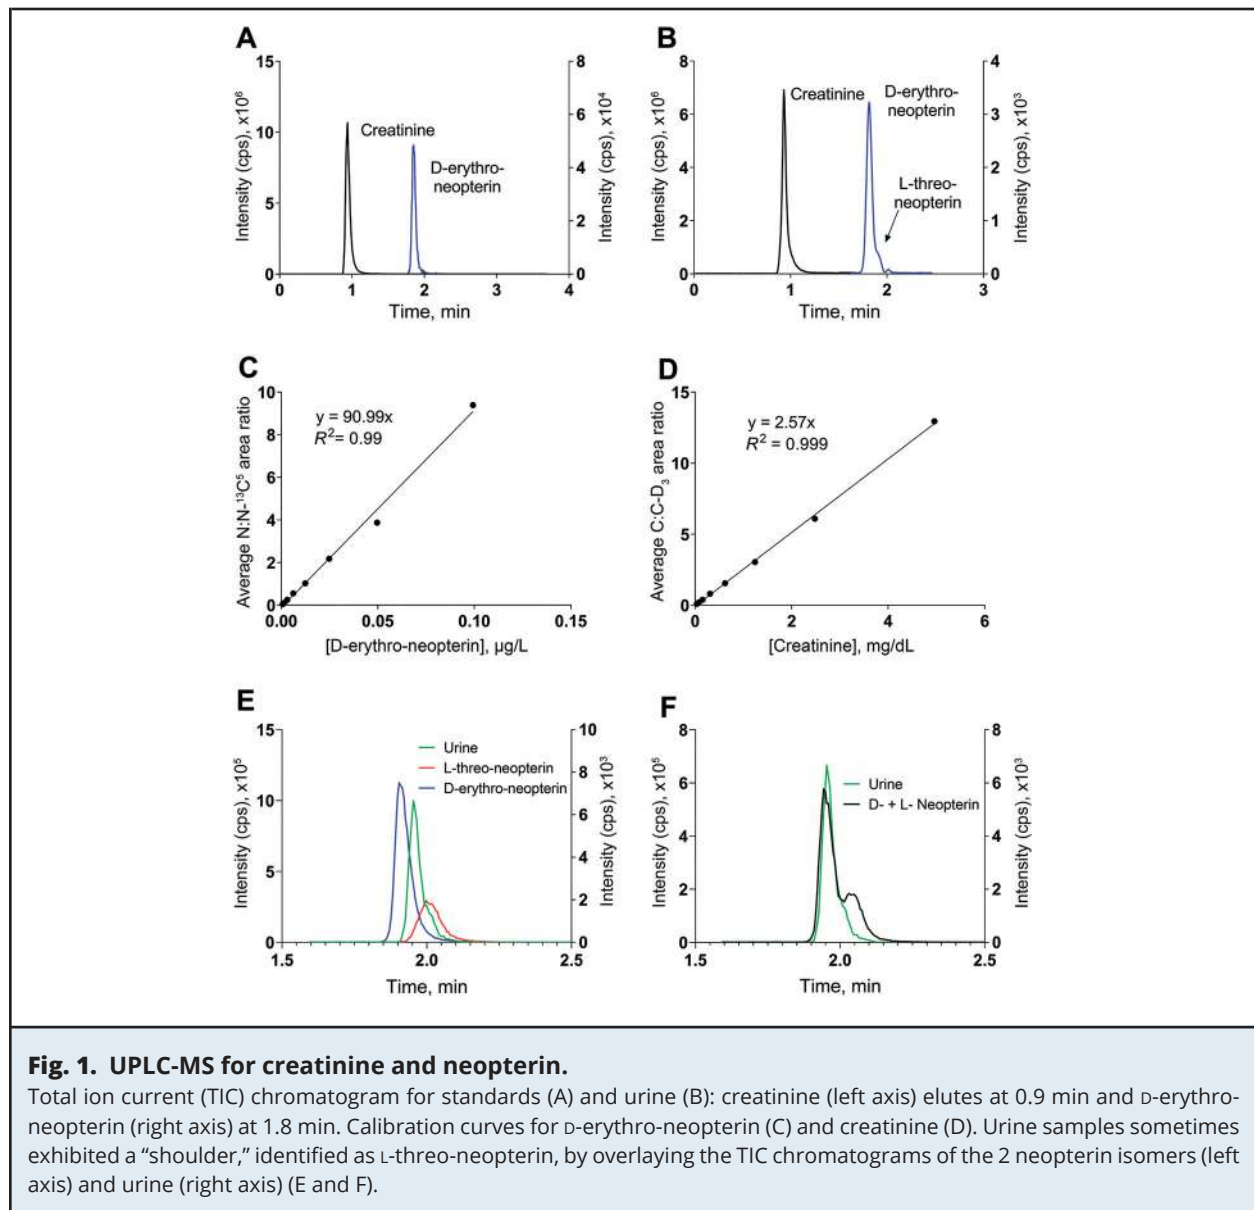 A
15
10
5
0
Intensity (cps), x10⁶
8
6
4
2
0
Intensity (cps), x10⁴
Creatinine
D-erythro-
neopterin
0 1 2 3 4
Time, min
B
8
6
4
2
0
Intensity (cps), x10⁶
4
3
2
1
0
Intensity (cps), x10³
Creatinine
D-erythro-
neopterin
L-threo-
neopterin
0 1 2 3
Time, min
C
10
8
6
4
2
0
Average N:N-¹³C⁵ area ratio
y = 90.99x
R²= 0.99
0.00 0.05 0.10 0.15
[D-erythro-neopterin], µg/L
D
15
10
5
0
Average C:C-D₃ area ratio
y = 2.57x
R² = 0.999
0 2 4 6
[Creatinine], mg/dL
E
15
10
5
0
Intensity (cps), x10⁵
10
8
6
4
2
0
Intensity (cps), x10³
Urine
L-threo-neopterin
D-erythro-neopterin
1.5 2.0 2.5
Time, min
F
8
6
4
2
0
Intensity (cps), x10⁵
8
6
4
2
0
Intensity (cps), x10³
Urine
D- + L- Neopterin
1.5 2.0 2.5
Time, min
Fig. 1. UPLC-MS for creatinine and neopterin.
Total ion current (TIC) chromatogram for standards (A) and urine (B): creatinine (left axis) elutes at 0.9 min and D-erythro-
neopterin (right axis) at 1.8 min. Calibration curves for D-erythro-neopterin (C) and creatinine (D). Urine samples sometimes
exhibited a “shoulder,” identified as L-threo-neopterin, by overlaying the TIC chromatograms of the 2 neopterin isomers (left
axis) and urine (right axis) (E and F).